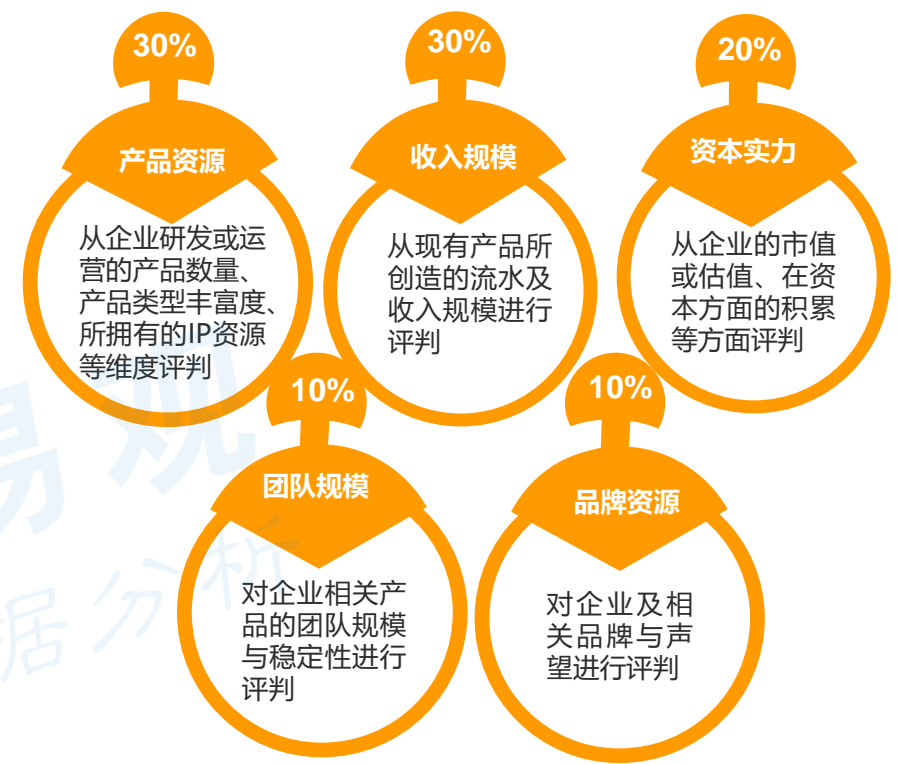 30%
产品资源
从企业研发或运
营的产品数量、
产品类型丰富度、
所拥有的IP资源
等维度评判
30%
收入规模
从现有产品所
创造的流水及
收入规模进行
评判
20%
资本实力
从企业的市值
或估值、在资
本方面的积累
等方面评判
10%
团队规模
对企业相关产
品的团队规模
与稳定性进行
评判
10%
品牌资源
对企业及相
关品牌与声
望进行评判
易观
据分析